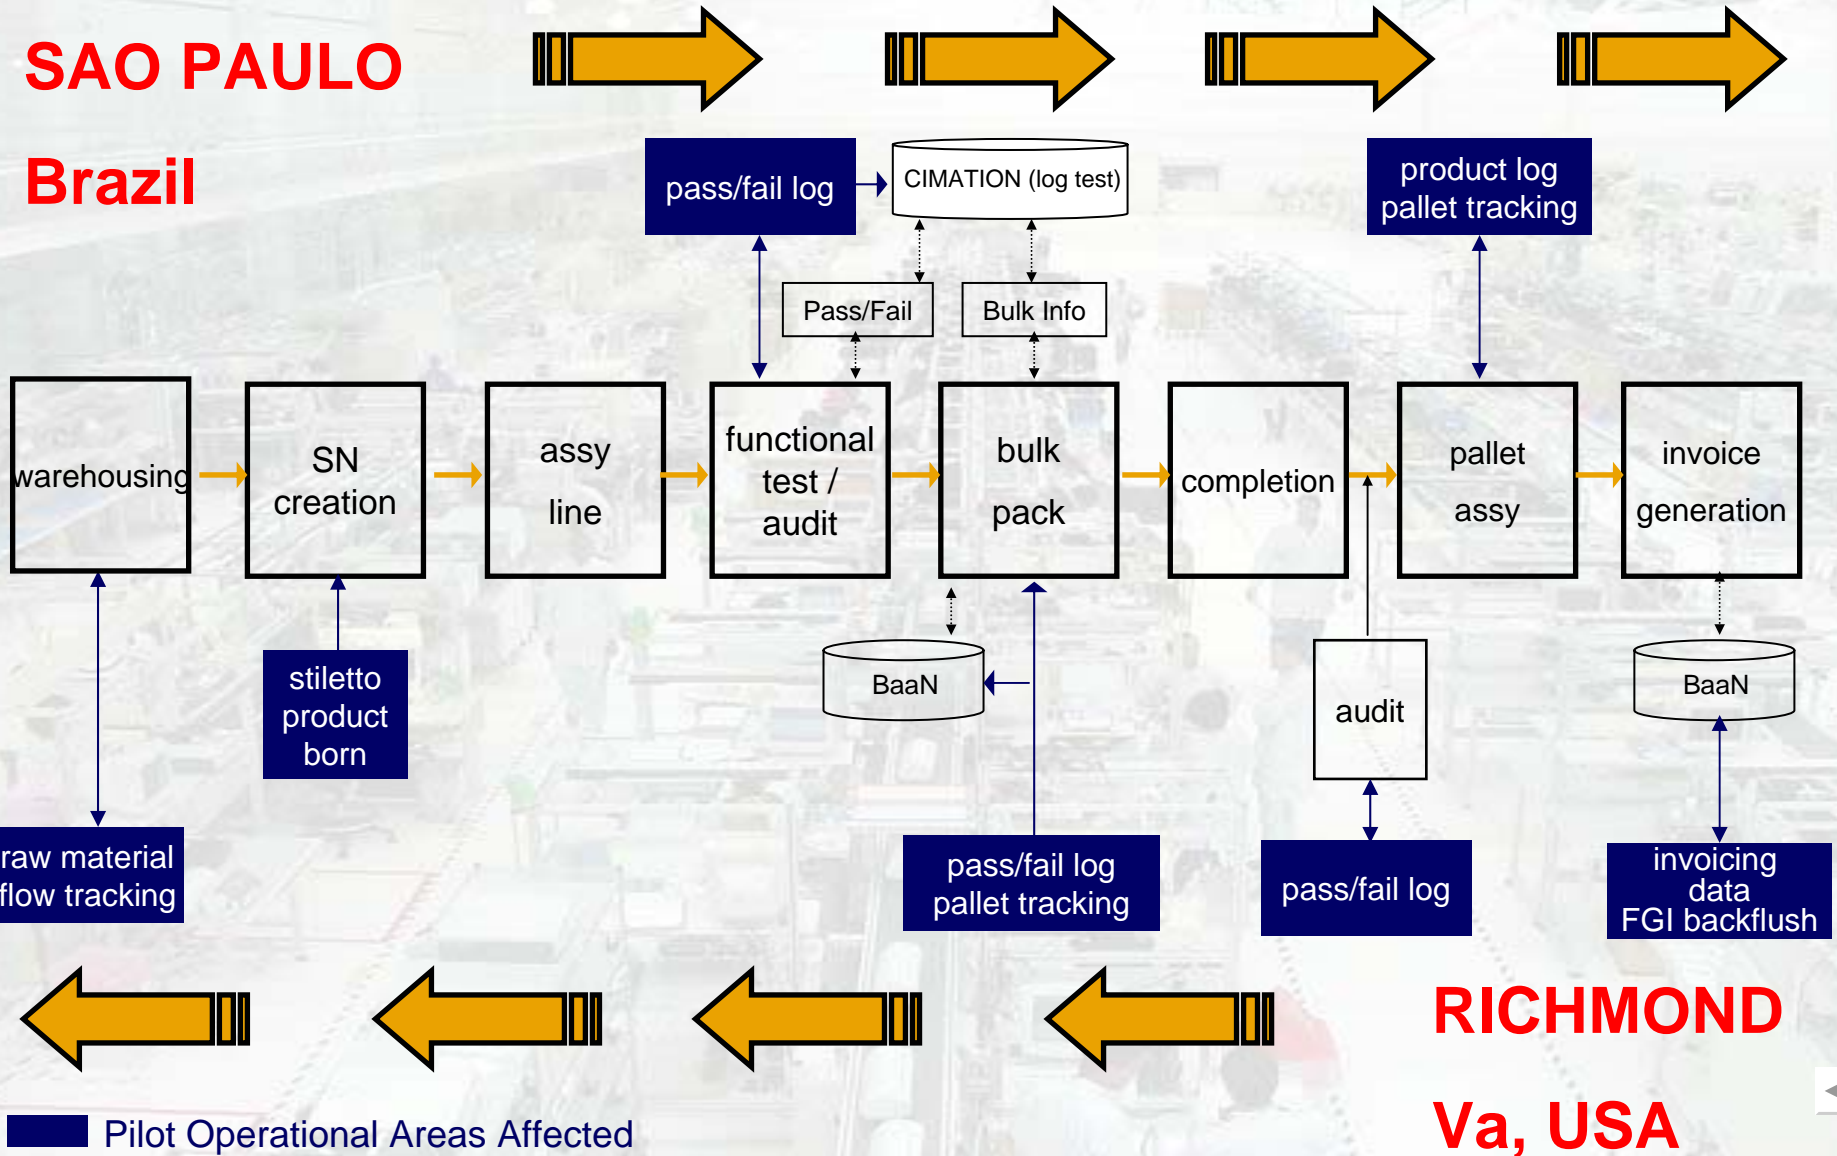 SAO PAULO
Brazil
pass/fail log
CIMATION (log test)
product log
pallet tracking
Pass/Fail
Bulk Info
warehousing
SN
creation
assy
line
functional
test /
audit
bulk
pack
completion
pallet
assy
invoice
generation
stiletto
product
born
BaaN
audit
BaaN
raw material
flow tracking
pass/fail log
pallet tracking
pass/fail log
invoicing
data
FGI backflush
RICHMOND
Va, USA
Pilot Operational Areas Affected